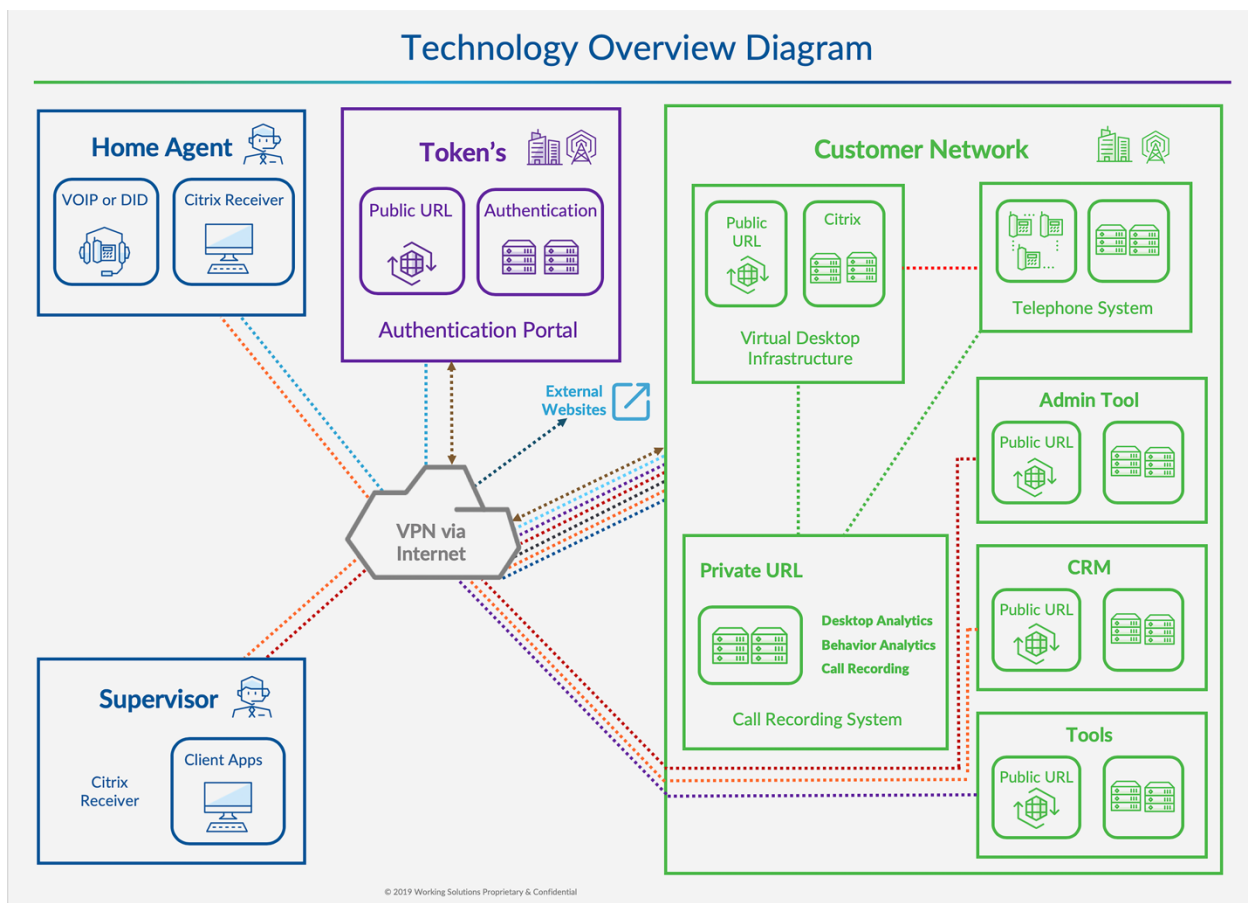 Technology Overview Diagram
Home Agent
VOIP or DID
Citrix Receiver
Token's
Public URL
Authentication
Authentication Portal
Customer Network
Public
URL
Citrix
Virtual Desktop
Infrastructure
Telephone System
External
Websites
Admin Tool
Public URL
VPN via
Internet
Private URL
Desktop Analytics
Behavior Analytics
Call Recording
Call Recording System
CRM
Public URL
Supervisor
Citrix
Receiver
Client Apps
Tools
Public URL
© 2019 Working Solutions Proprietary & Confidential